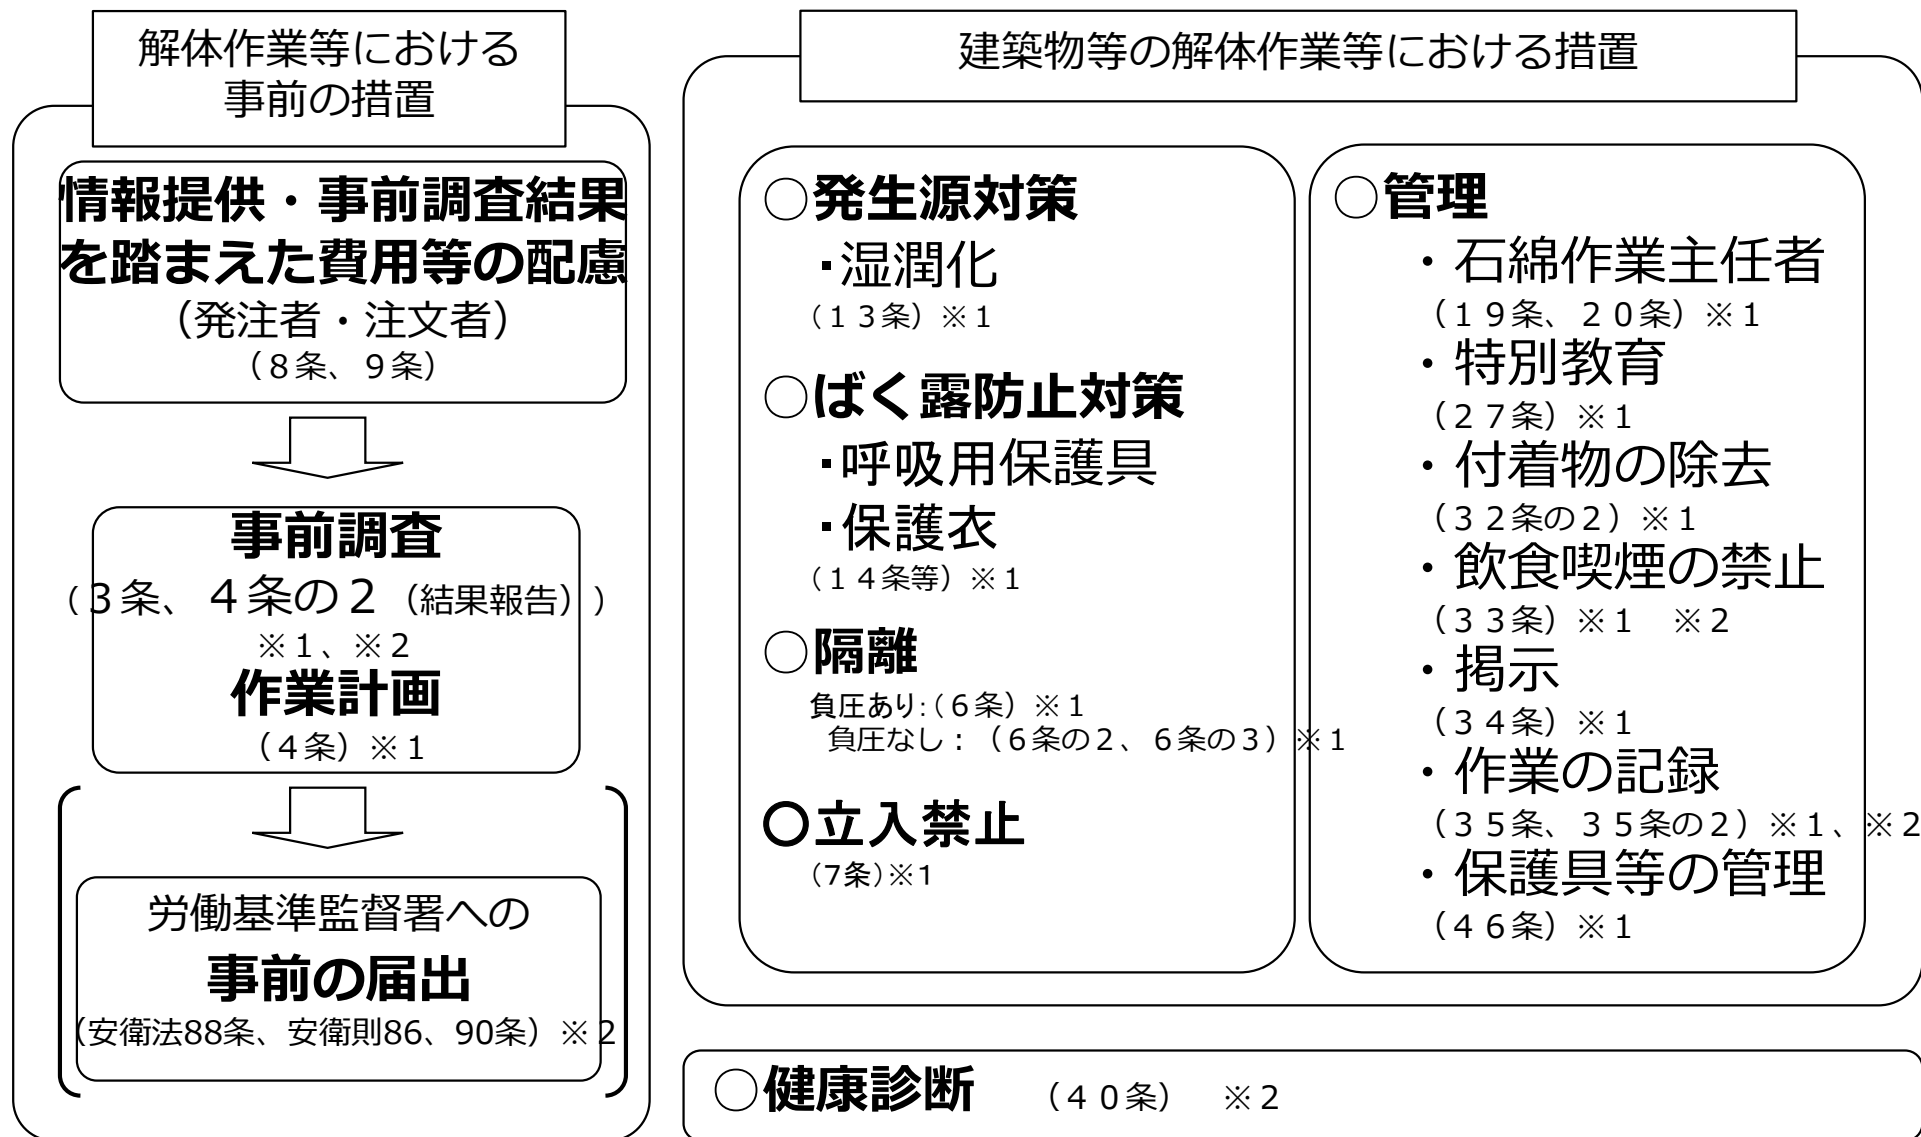 解体作業等における
事前の措置
情報提供・事前調査結果
を踏まえた費用等の配慮
（発注者・注文者）
（８条、９条）
事前調査
（３条、４条の２（結果報告））
※１、※２
作業計画
（４条）※１
労働基準監督署への
事前の届出
（安衛法88条、安衛則86、90条）※２
建築物等の解体作業等における措置
○発生源対策
・湿潤化
（１３条）※１
○ばく露防止対策
・呼吸用保護具
・保護衣
（１４条等）※１
○隔離
負圧あり：（６条）※１
負圧なし：（６条の２、６条の３）※１
○立入禁止
（7条）※1
○管理
・石綿作業主任者
（１９条、２０条）※１
・特別教育
（２７条）※１
・付着物の除去
（３２条の２）※１
・飲食喫煙の禁止
（３３条）※１　※２
・掲示
（３４条）※１
・作業の記録
（３５条、３５条の２）※１、※２
・保護具等の管理
（４６条）※１
○健康診断　（４０条）　※２